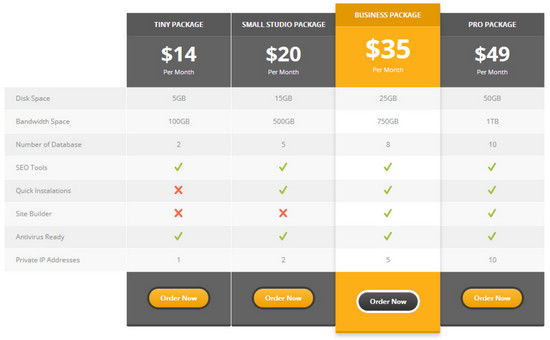 TINY PACKAGE SMALL STUDIO PACKAGE BUSINESS PACKAGE PRO PACKAGE
$14 $20 $35 $49
Per Month Per Month Per Month Per Month
Disk Space 5GB 15GB 25GB 50GB
Bandwidth Space 100GB 500GB 750GB 1TB
Number of Database 2 5 8 10
SEO Tools
Quick Instalations
Site Builder
Antivirus Ready
Private IP Addresses 1 2 5 10
Order Now Order Now Order Now Order Now